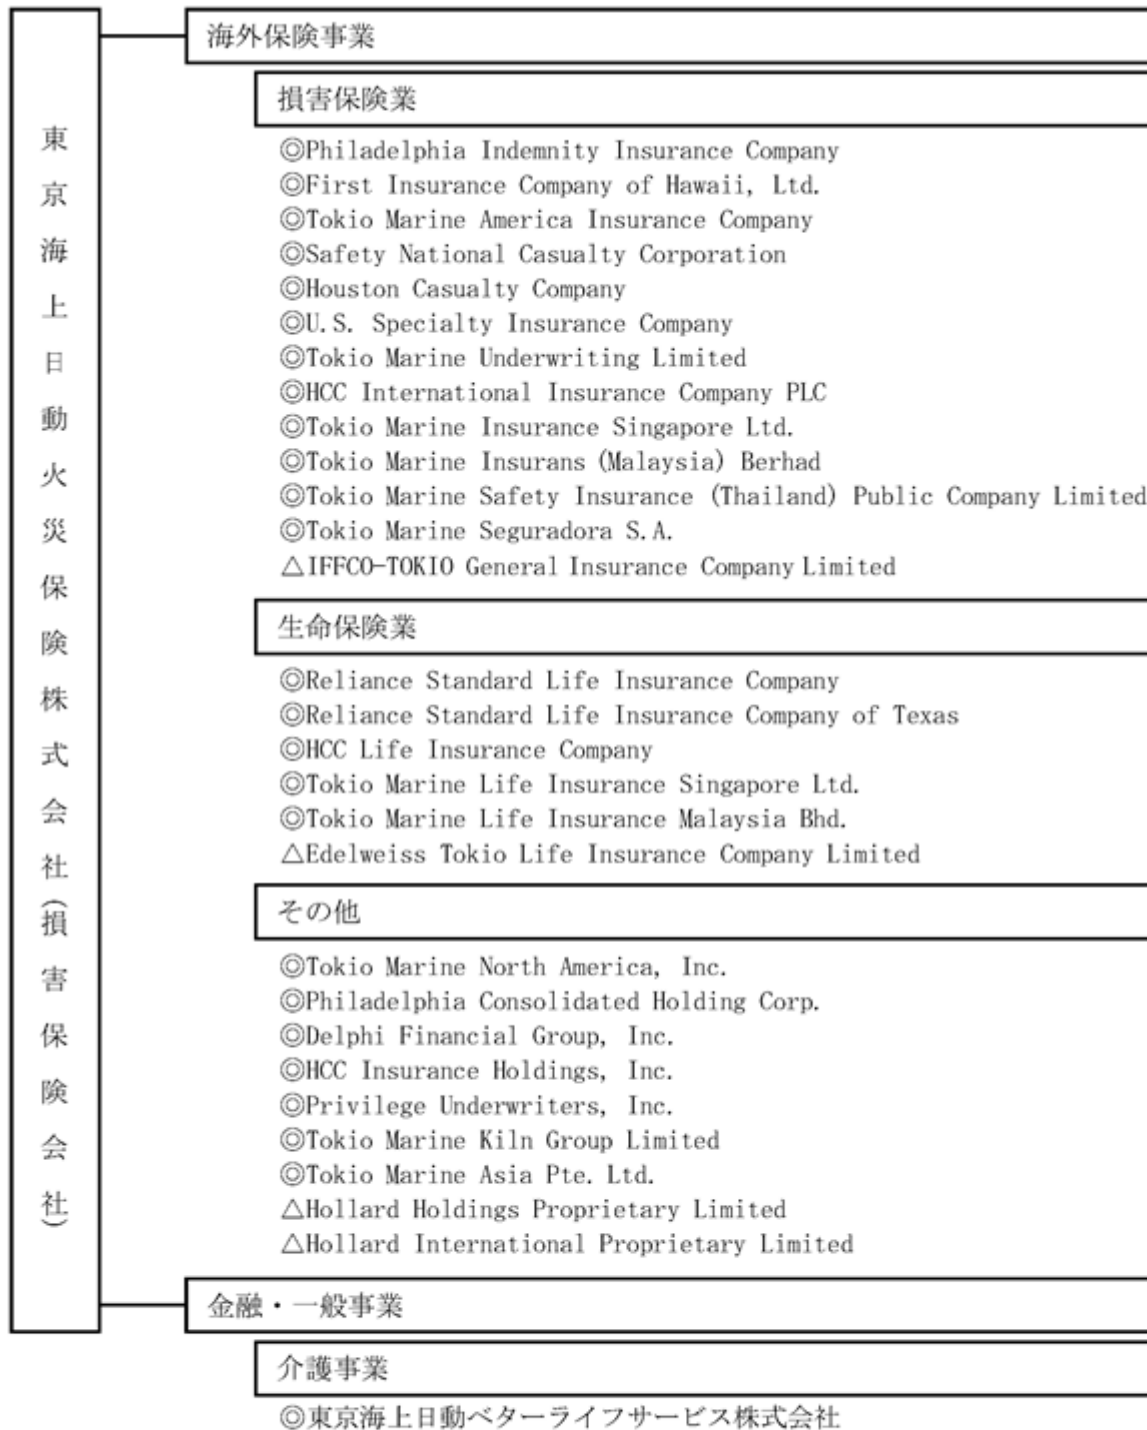 東京海上日動火災保険株式会社(損害保険会社)
海外保険事業
損害保険業
◎Philadelphia Indemnity Insurance Company
◎First Insurance Company of Hawaii, Ltd.
◎Tokio Marine America Insurance Company
◎Safety National Casualty Corporation
◎Houston Casualty Company
◎U.S. Specialty Insurance Company
◎Tokio Marine Underwriting Limited
◎HCC International Insurance Company PLC
◎Tokio Marine Insurance Singapore Ltd.
◎Tokio Marine Insurans (Malaysia) Berhad
◎Tokio Marine Safety Insurance (Thailand) Public Company Limited
◎Tokio Marine Seguradora S.A.
△IFFCO-TOKIO General Insurance Company Limited
生命保険業
◎Reliance Standard Life Insurance Company
◎Reliance Standard Life Insurance Company of Texas
◎HCC Life Insurance Company
◎Tokio Marine Life Insurance Singapore Ltd.
◎Tokio Marine Life Insurance Malaysia Bhd.
△Edelweiss Tokio Life Insurance Company Limited
その他
◎Tokio Marine North America, Inc.
◎Philadelphia Consolidated Holding Corp.
◎Delphi Financial Group, Inc.
◎HCC Insurance Holdings, Inc.
◎Privilege Underwriters, Inc.
◎Tokio Marine Kiln Group Limited
◎Tokio Marine Asia Pte. Ltd.
△Hollard Holdings Proprietary Limited
△Hollard International Proprietary Limited
金融・一般事業
介護事業
◎東京海上日動ベターライフサービス株式会社